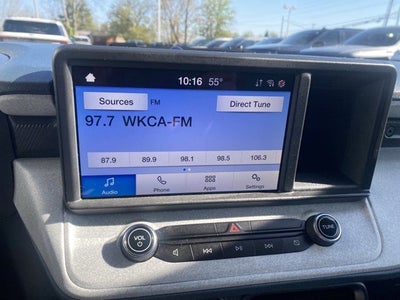 10:16 55°
Sources FM Direct Tune
97.7 WKCA-FM
87.9 89.9 98.1 98.5 106.3
Audio Phone Apps Settings
VOL
TUNE